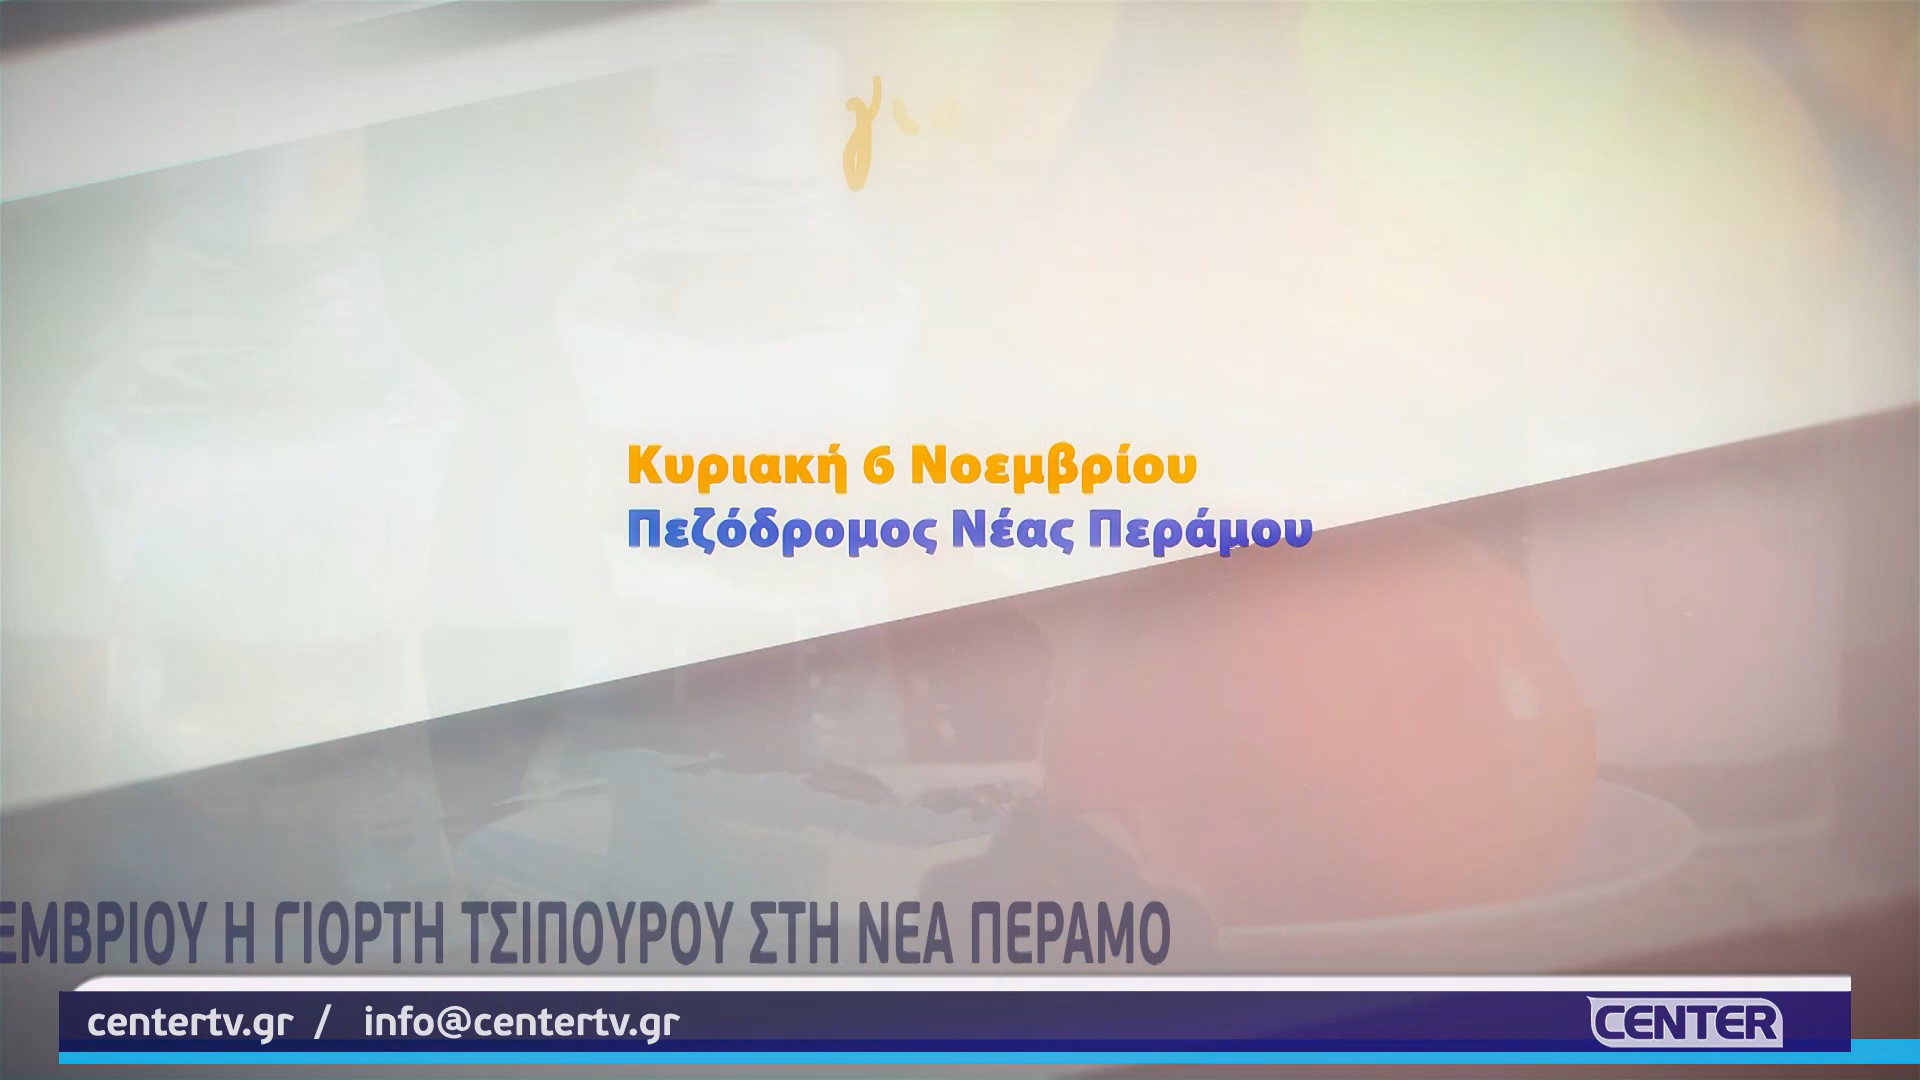 για
Κυριακή 6 Νοεμβρίου
Πεζόδρομος Νέας Περάμου
ΕΜΒΡΙΟΥ Η ΓΙΟΡΤΗ ΤΣΙΠΟΥΡΟΥ ΣΤΗ ΝΕΑ ΠΕΡΑΜΟ
centertv.gr / info@centertv.gr
CENTER